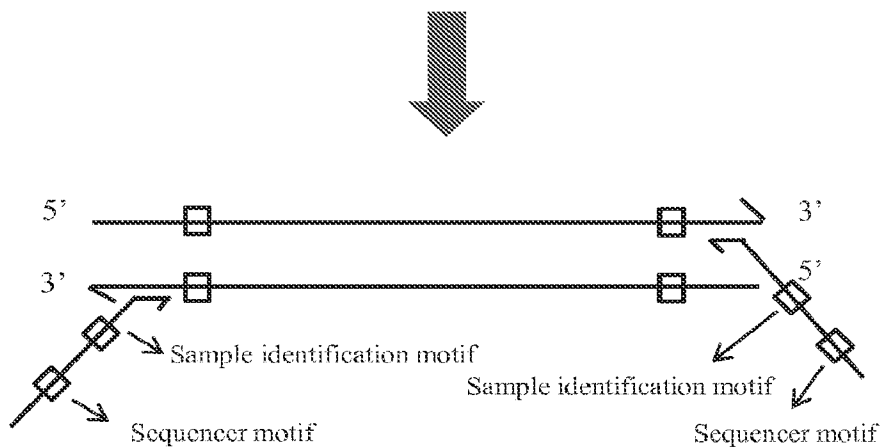 5’ 3’
3’ 5’
Sample identification motif
Sample identification motif
Sequencer motif
Sequencer motif